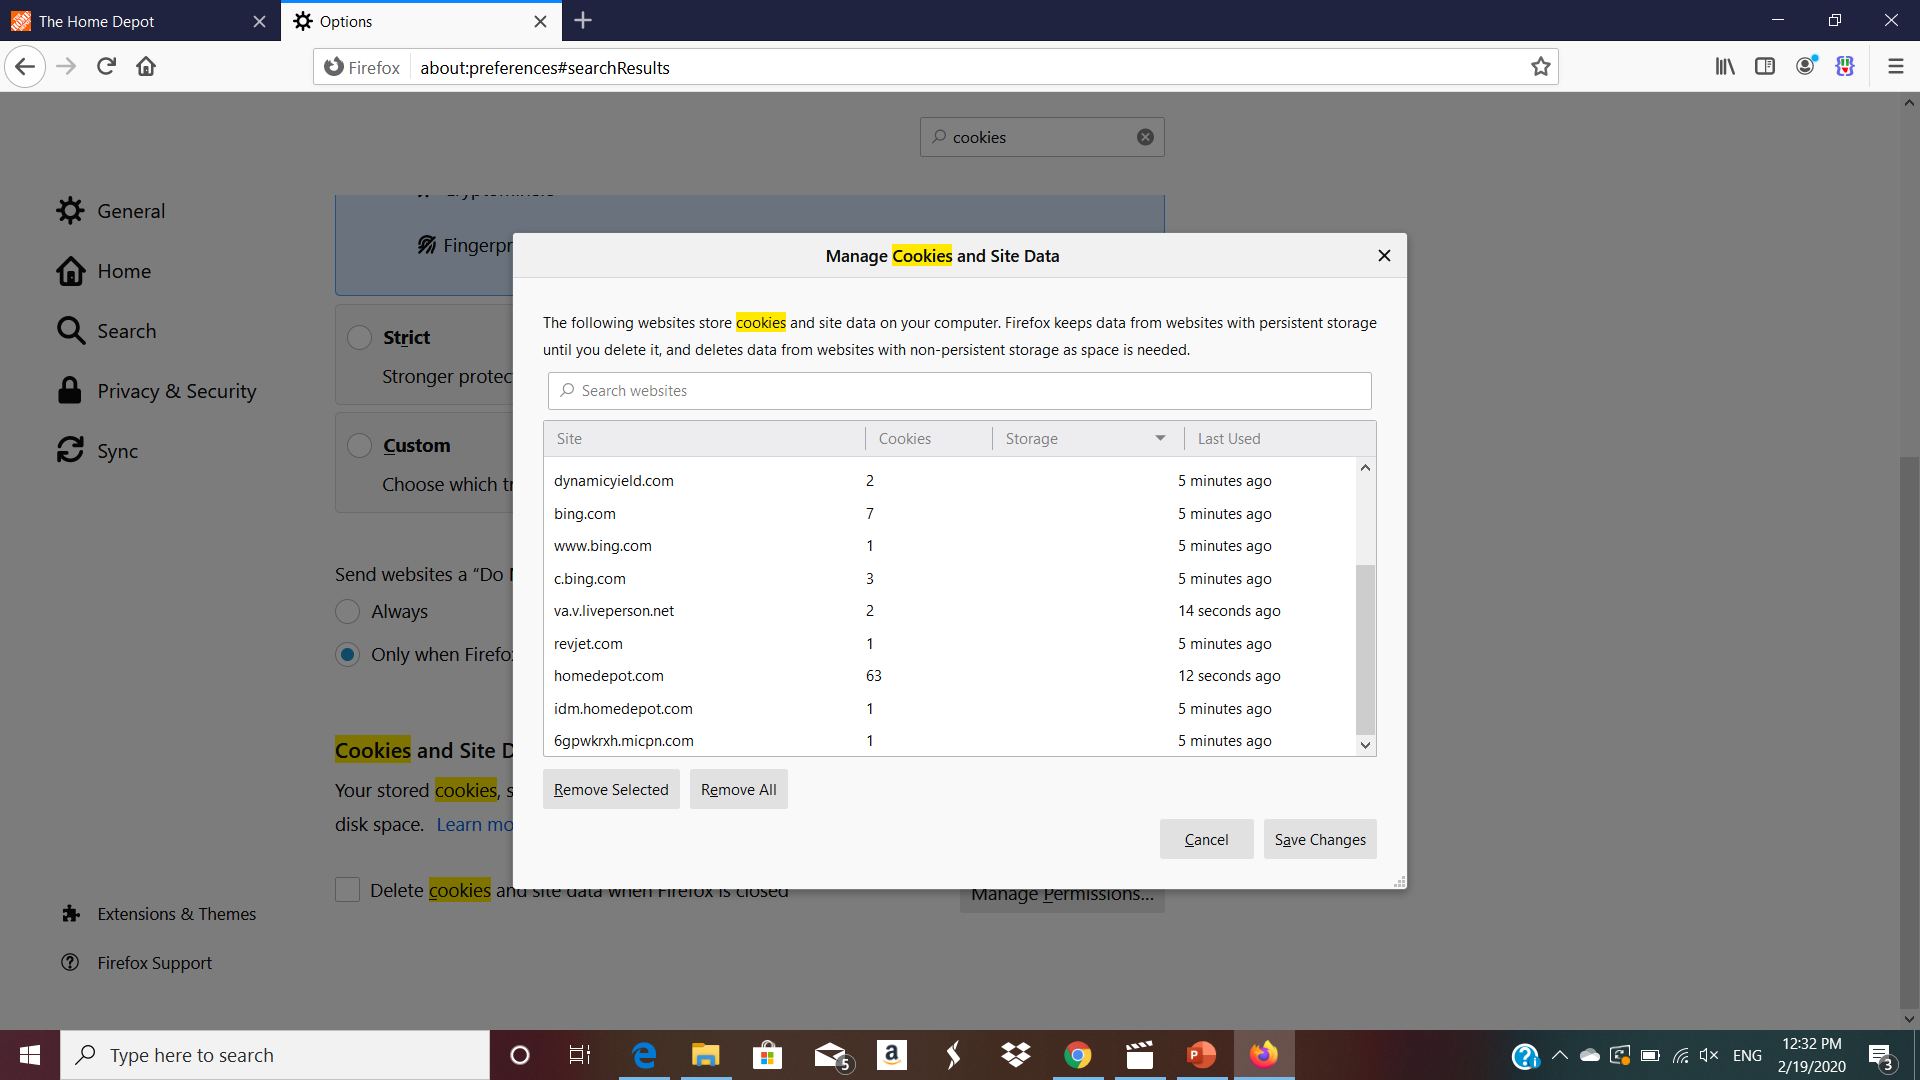 The Home Depot
Options
Firefox
about:preferences#searchResults
cookies
General
Home
Search
Privacy & Security
Sync
Extensions & Themes
Firefox Support
Strict
Stronger protec
Custom
Choose which tr
Send websites a “Do
Always
Only when Firefo
Cookies and Site D
Your stored cookies, s
disk space. Learn mo
Delete cookies and site data when Firefox is closed
Manage Permissions...
Fingerpr
Manage Cookies and Site Data
The following websites store cookies and site data on your computer. Firefox keeps data from websites with persistent storage
until you delete it, and deletes data from websites with non-persistent storage as space is needed.
Search websites
Site Cookies Storage Last Used
dynamicyield.com 2 5 minutes ago
bing.com 7 5 minutes ago
www.bing.com 1 5 minutes ago
c.bing.com 3 5 minutes ago
va.v.liveperson.net 2 14 seconds ago
revjet.com 1 5 minutes ago
homedepot.com 63 12 seconds ago
idm.homedepot.com 1 5 minutes ago
6gpwkrxh.micpn.com 1 5 minutes ago
Remove Selected Remove All
Cancel Save Changes
Type here to search
5
ENG
12:32 PM
2/19/2020
3